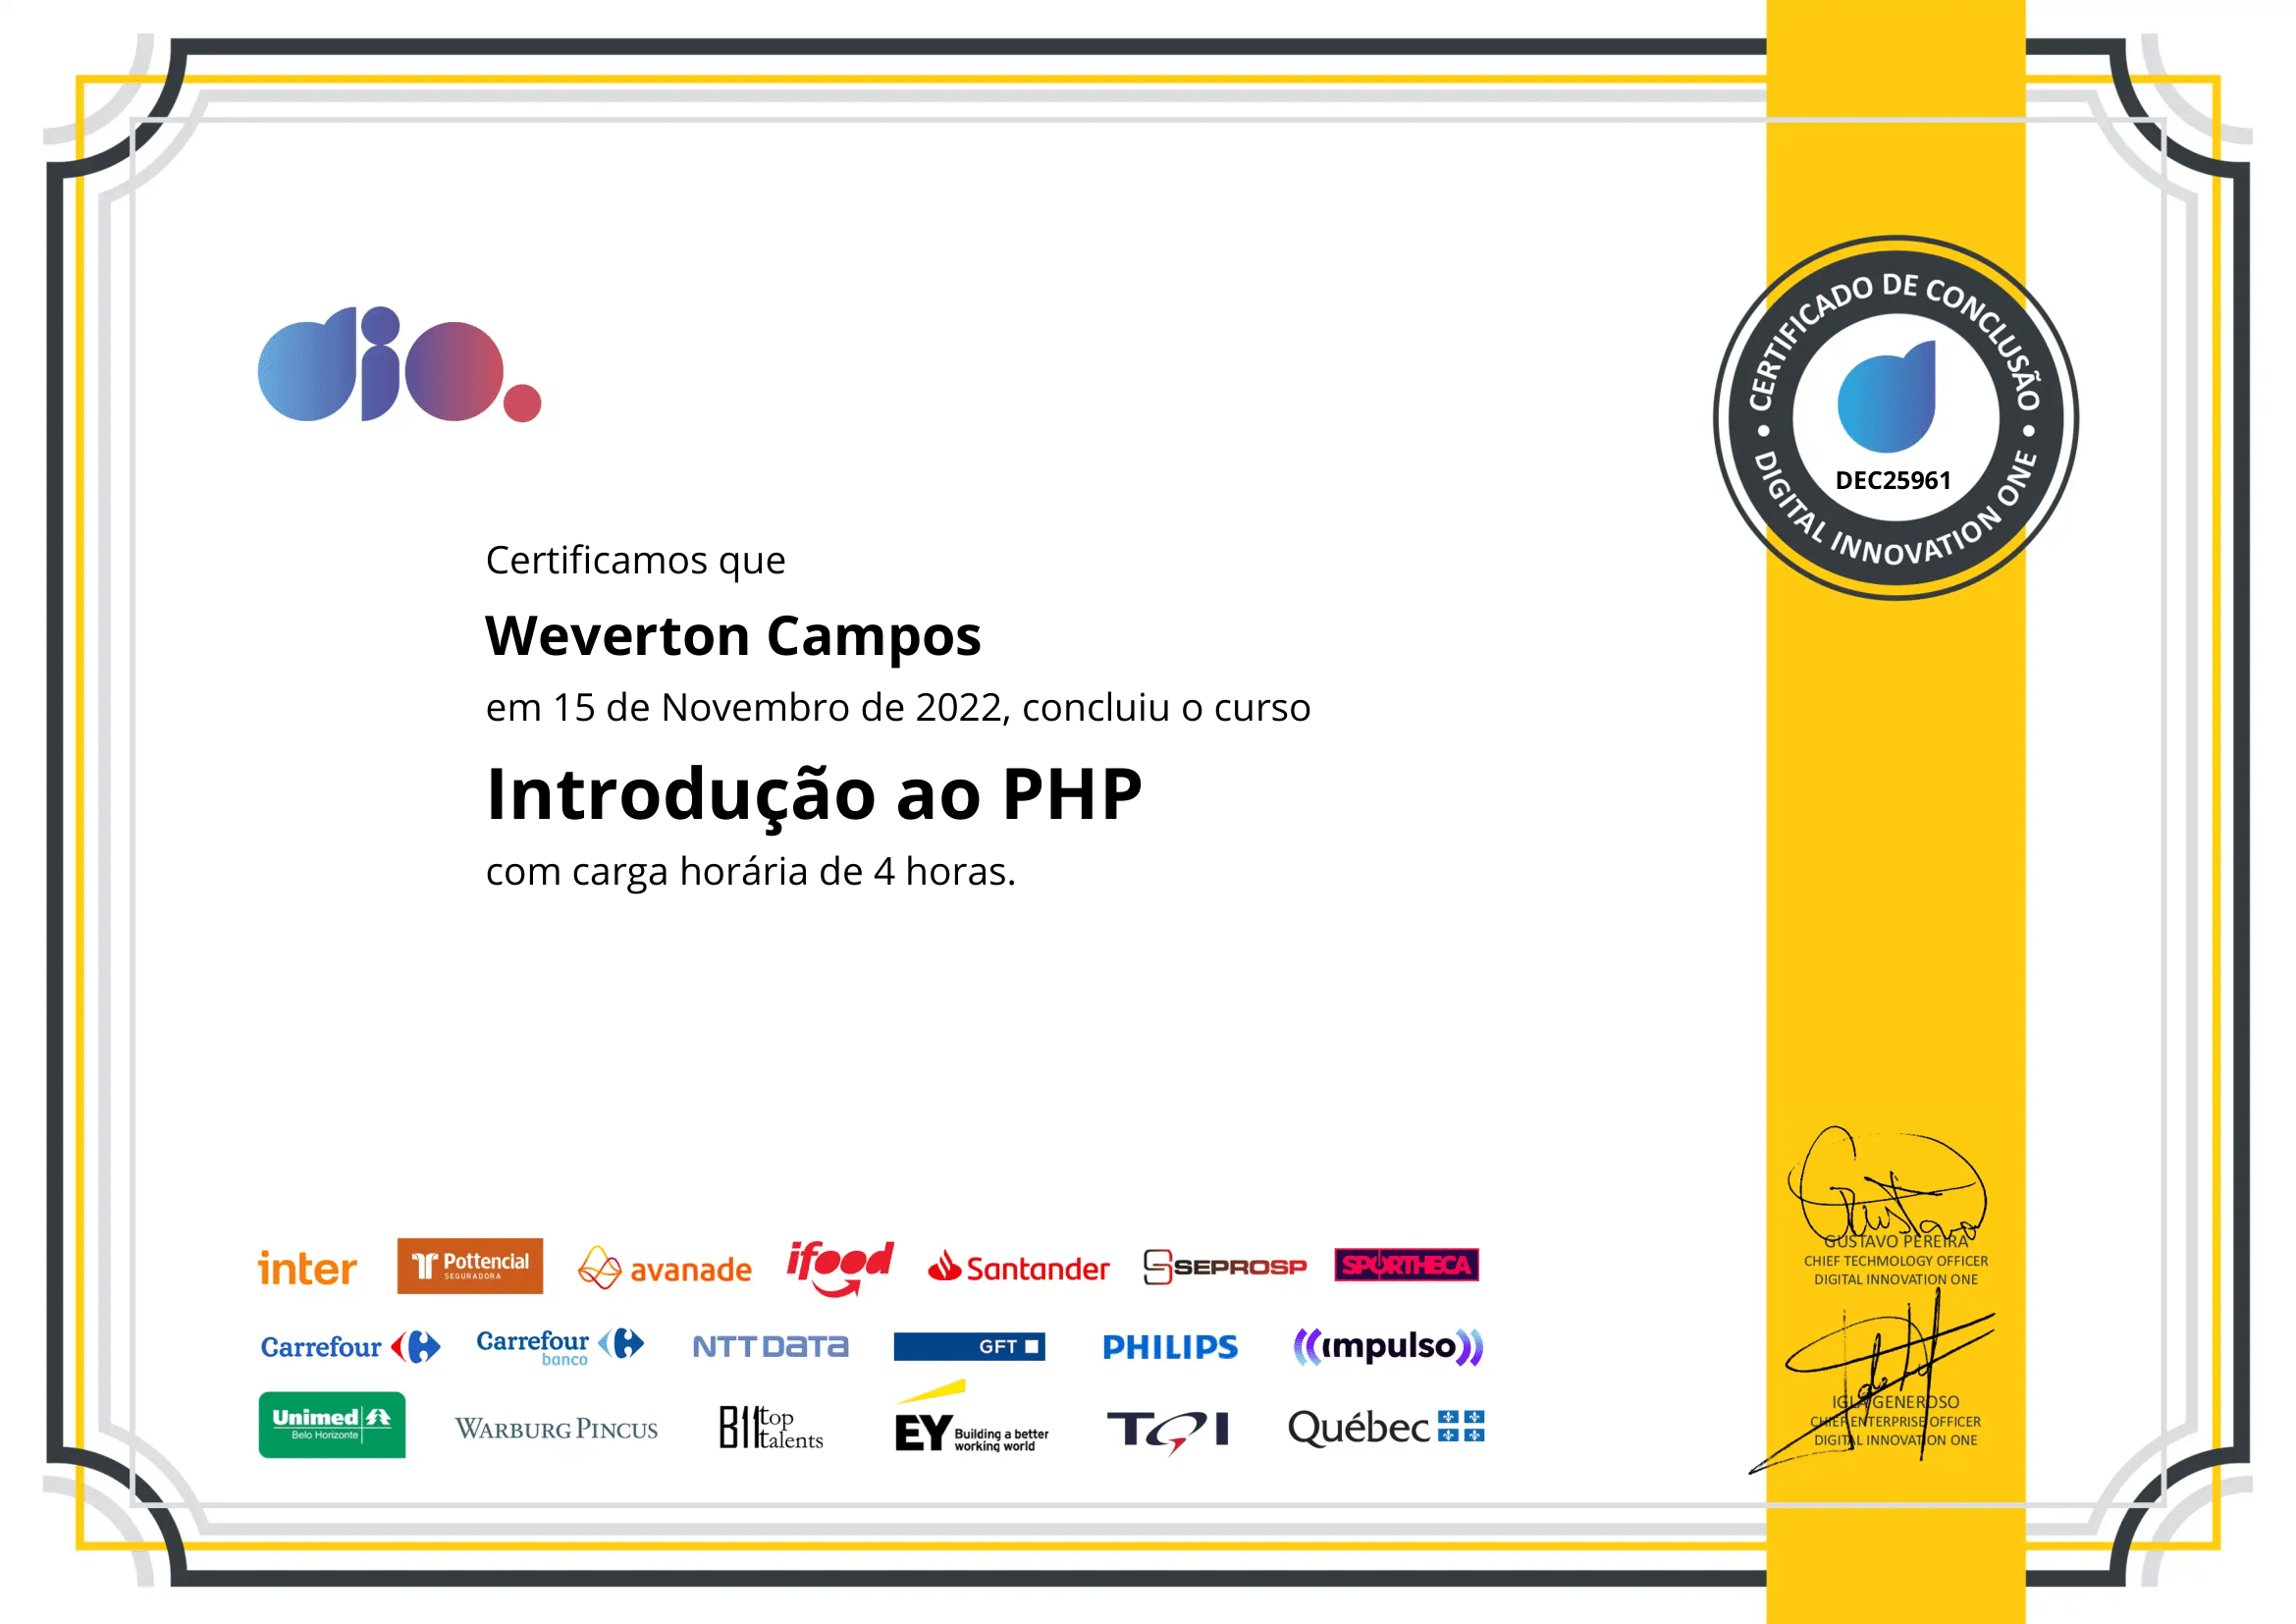 dio.
CERTIFICADO DE CONCLUSÃO
DEC25961
DIGITAL INNOVATION ONE
Certificamos que
Weverton Campos
em 15 de Novembro de 2022, concluiu o curso
Introdução ao PHP
com carga horária de 4 horas.
Gustavo
GUSTAVO PEREIRA
CHIEF TECHMOLOGY OFFICER
DIGITAL INNOVATION ONE
IGLÁ GENEROSO
CHIEF ENTERPRISE OFFICER
DIGITAL INNOVATION ONE
inter Pottencial SEGURADORA avanade ifood Santander SEPROSP SPORTHECA
Carrefour Carrefour banco NTT DATA GFT PHILIPS impulso
Unimed Belo Horizonte WARBURG PINCUS B11 top talents EY Building a better working world TQI Québec